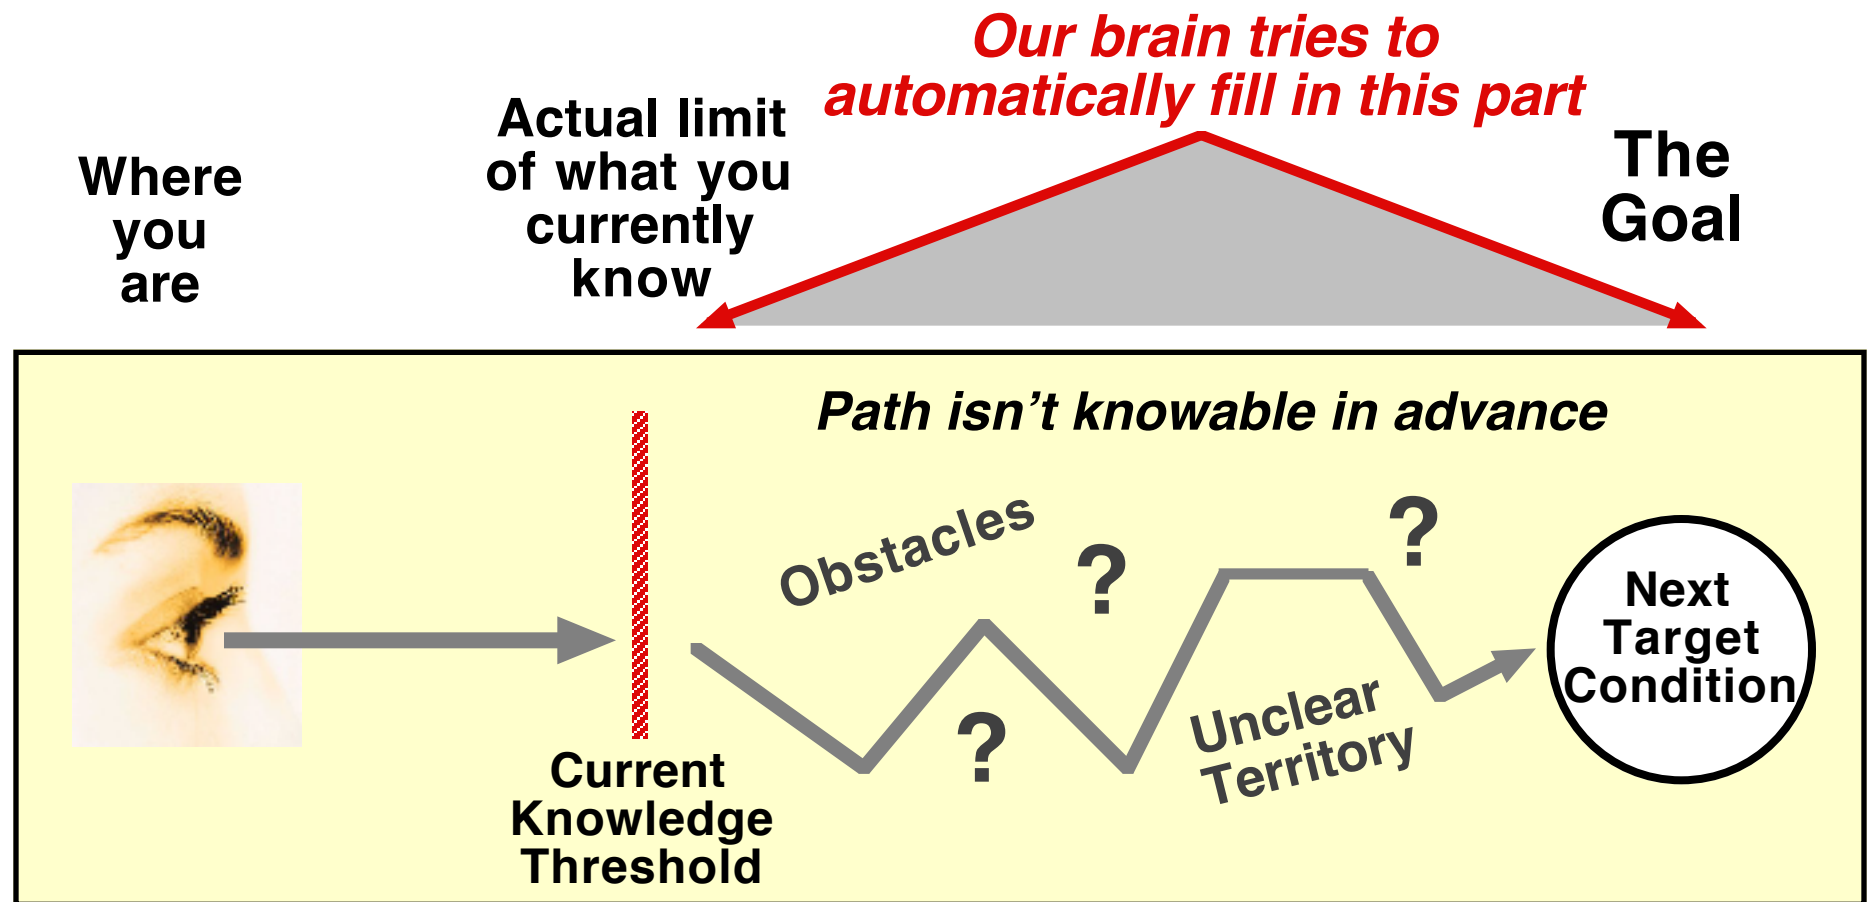 Our brain tries to
automatically fill in this part
Where
you
are
Actual limit
of what you
currently
know
The
Goal
Path isn't knowable in advance
Obstacles
?
?
?
Unclear
Territory
Next
Target
Condition
Current
Knowledge
Threshold